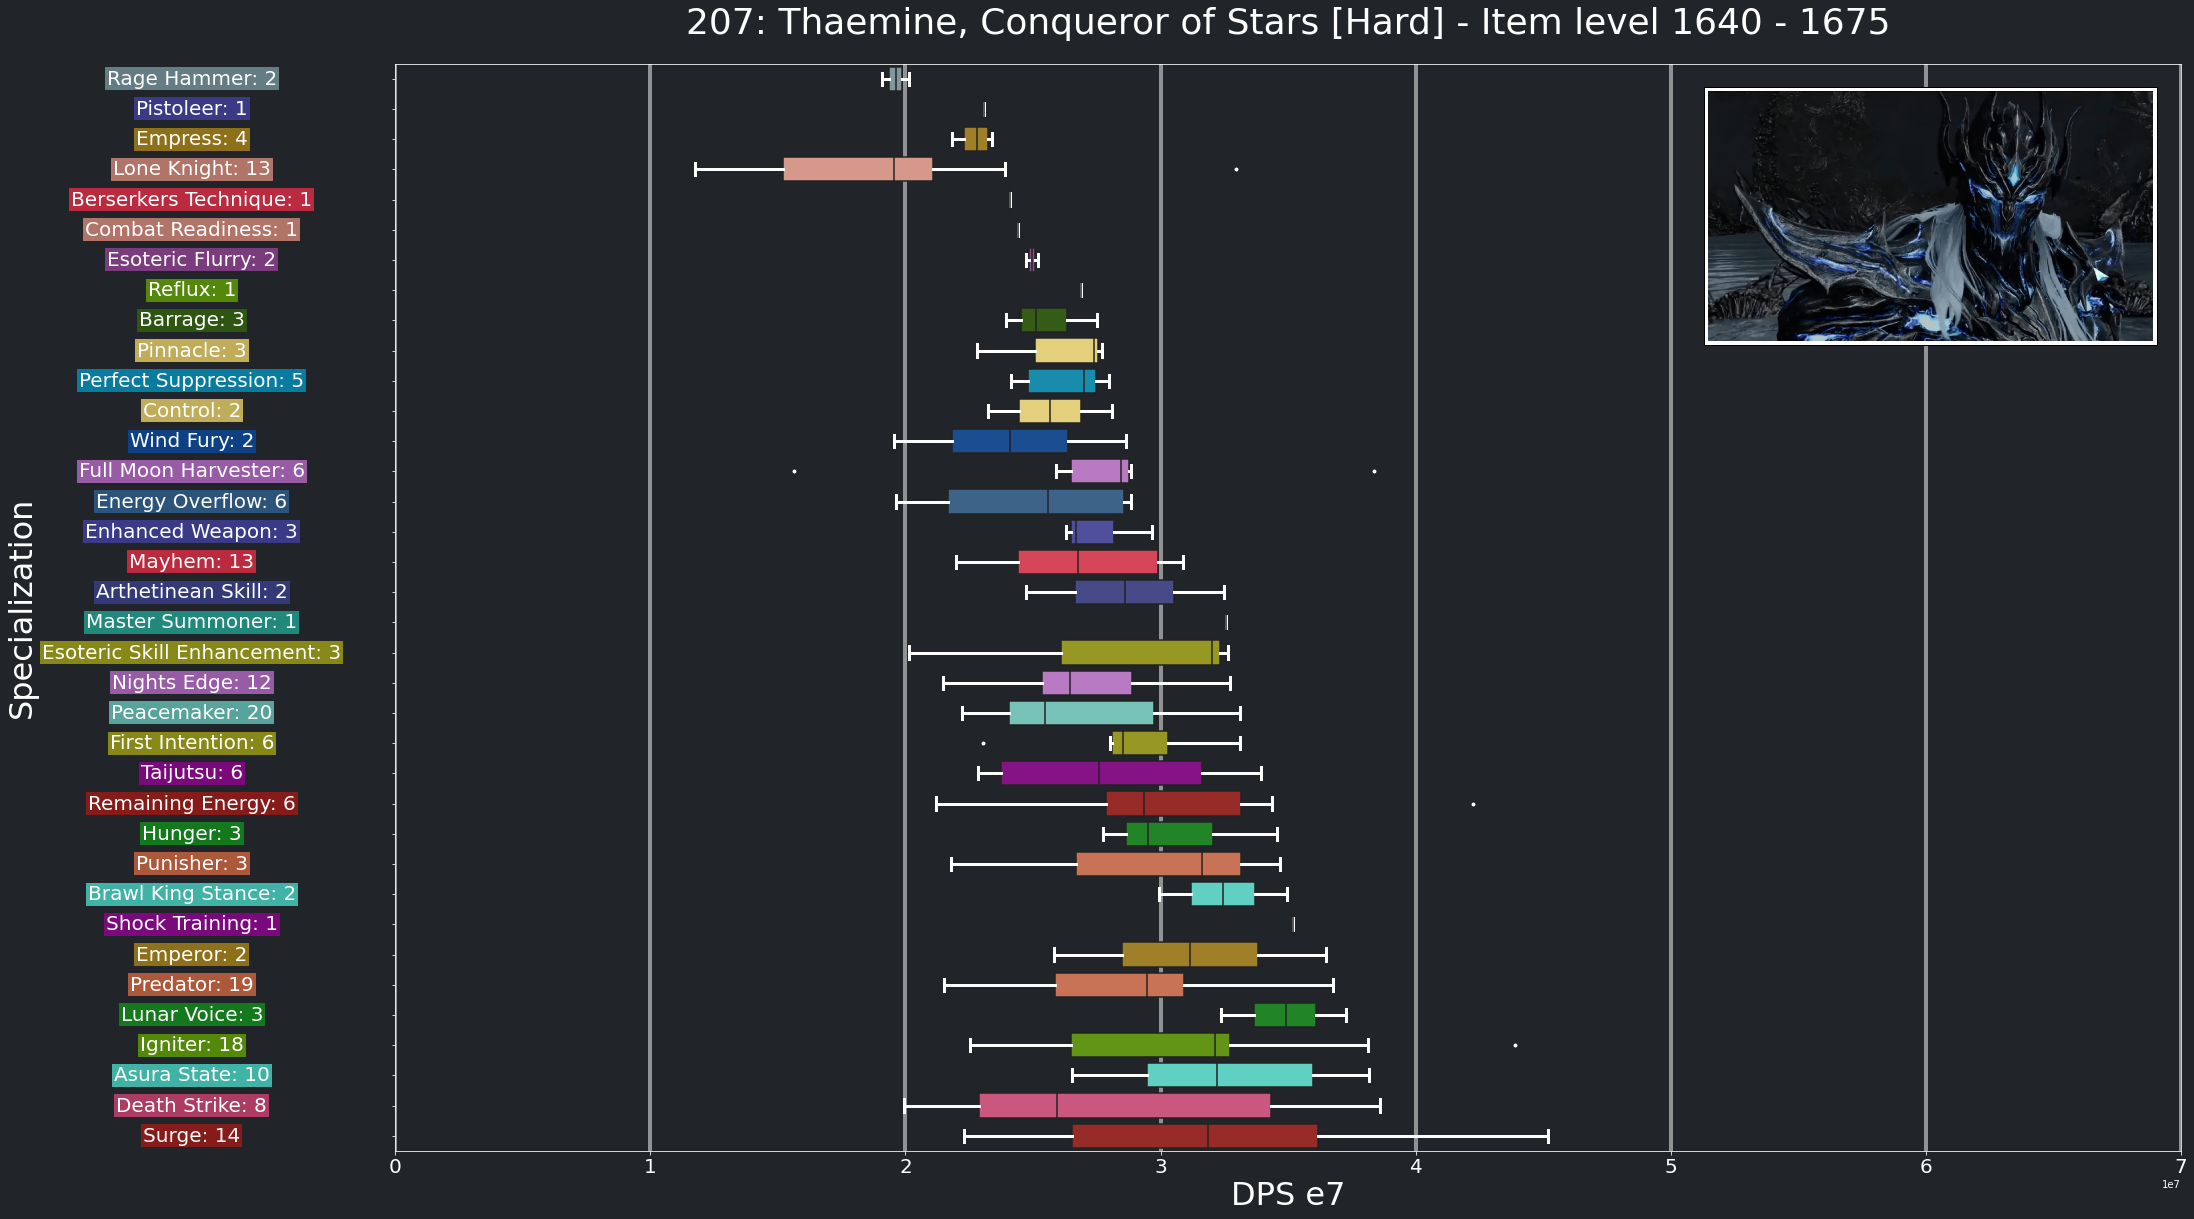 207: Thaemine, Conqueror of Stars [Hard] - Item level 1640 - 1675
Rage Hammer: 2
Pistoleer: 1
Empress: 4
Lone Knight: 13
Berserkers Technique: 1
Combat Readiness: 1
Esoteric Flurry: 2
Reflux: 1
Barrage: 3
Pinnacle: 3
Perfect Suppression: 5
Control: 2
Wind Fury: 2
Full Moon Harvester: 6
Energy Overflow: 6
Enhanced Weapon: 3
Mayhem: 13
Arthetinean Skill: 2
Master Summoner: 1
Esoteric Skill Enhancement: 3
Nights Edge: 12
Peacemaker: 20
First Intention: 6
Taijutsu: 6
Remaining Energy: 6
Hunger: 3
Punisher: 3
Brawl King Stance: 2
Shock Training: 1
Emperor: 2
Predator: 19
Lunar Voice: 3
Igniter: 18
Asura State: 10
Death Strike: 8
Surge: 14
Specialization
0 1 2 3 4 5 6 7
1e7
DPS e7